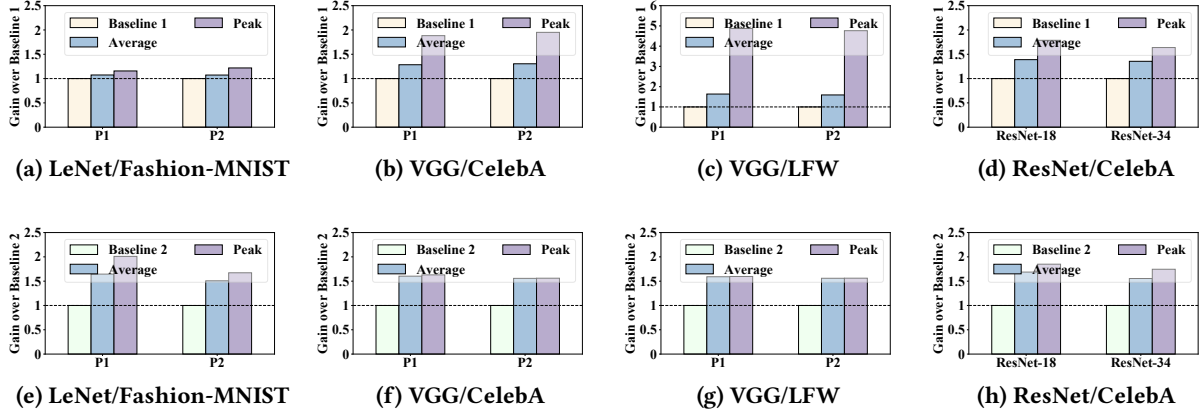 Gain over Baseline 1
2.5
2
1.5
1
0.5
0
Baseline 1
Average
Peak
P1
P2
(a) LeNet/Fashion-MNIST
Gain over Baseline 1
2.5
2
1.5
1
0.5
0
Baseline 1
Average
Peak
P1
P2
(b) VGG/CelebA
Gain over Baseline 1
6
5
4
3
2
1
0
Baseline 1
Average
Peak
P1
P2
(c) VGG/LFW
Gain over Baseline 1
2.5
2
1.5
1
0.5
0
Baseline 1
Average
Peak
ResNet-18
ResNet-34
(d) ResNet/CelebA
Gain over Baseline 2
2.5
2
1.5
1
0.5
0
Baseline 2
Average
Peak
P1
P2
(e) LeNet/Fashion-MNIST
Gain over Baseline 2
2.5
2
1.5
1
0.5
0
Baseline 2
Average
Peak
P1
P2
(f) VGG/CelebA
Gain over Baseline 2
2.5
2
1.5
1
0.5
0
Baseline 2
Average
Peak
P1
P2
(g) VGG/LFW
Gain over Baseline 2
2.5
2
1.5
1
0.5
0
Baseline 2
Average
Peak
ResNet-18
ResNet-34
(h) ResNet/CelebA